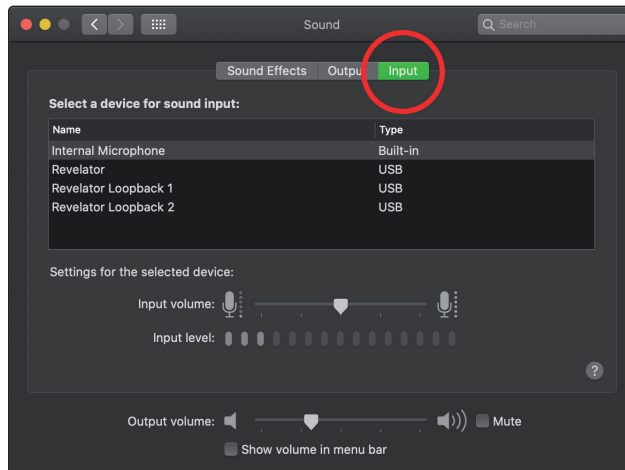 Sound
Search
Sound Effects Output Input
Select a device for sound input:
Name Type
Internal Microphone Built-in
Revelator USB
Revelator Loopback 1 USB
Revelator Loopback 2 USB
Settings for the selected device:
Input volume:
Input level:
?
Output volume: Mute
Show volume in menu bar